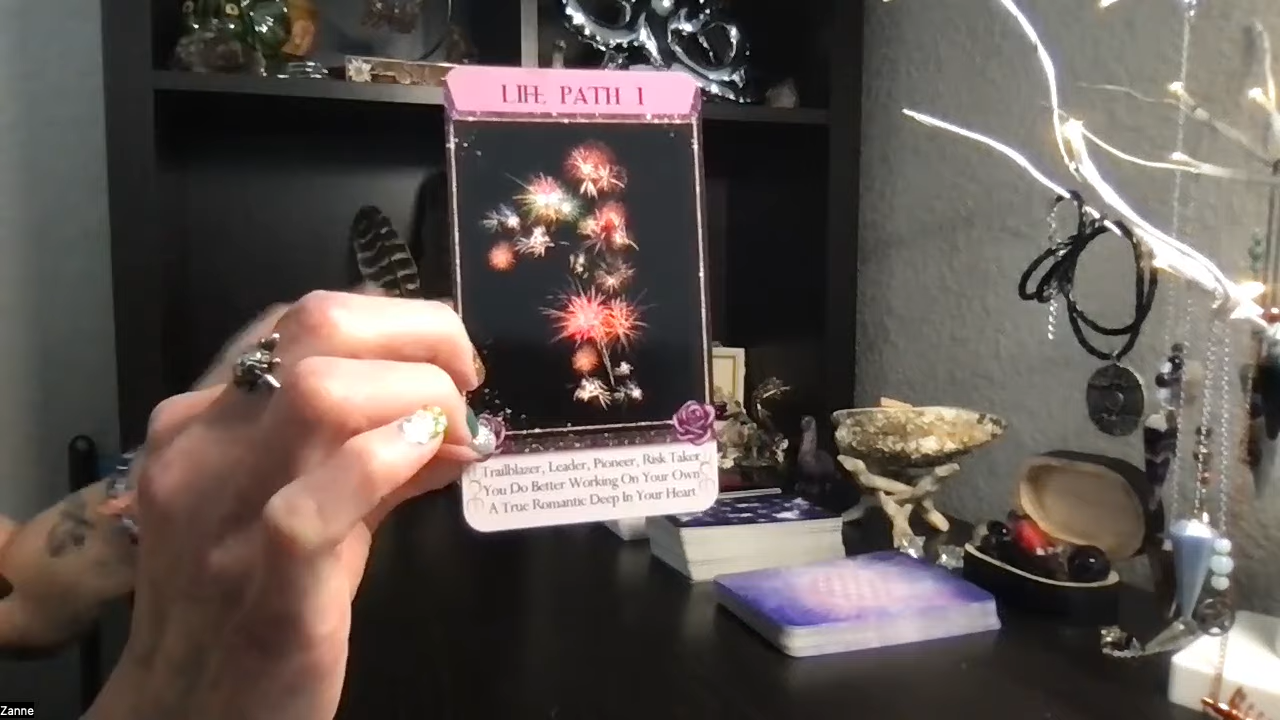 LIFE PATH 1
Trailblazer, Leader, Pioneer, Risk Taker
You Do Better Working On Your Own
A True Romantic Deep In Your Heart
Zanne